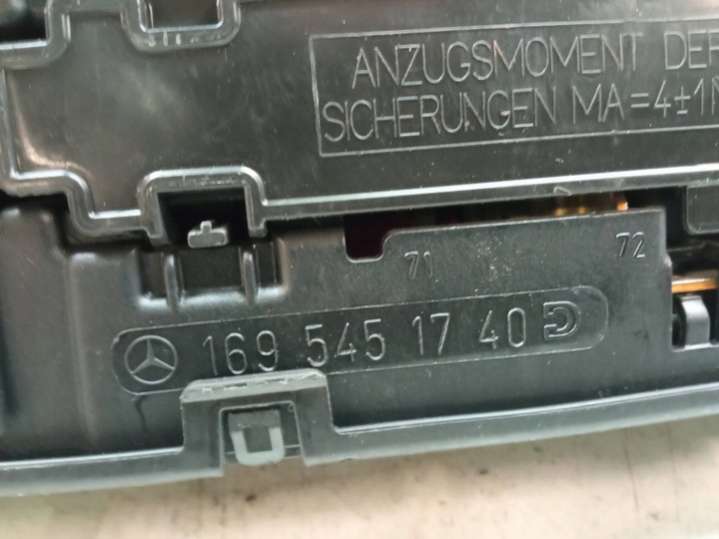 ANZUGSMOMENT DER
SICHERUNGEN MA=4±1N
71
72
169 545 17 40 D